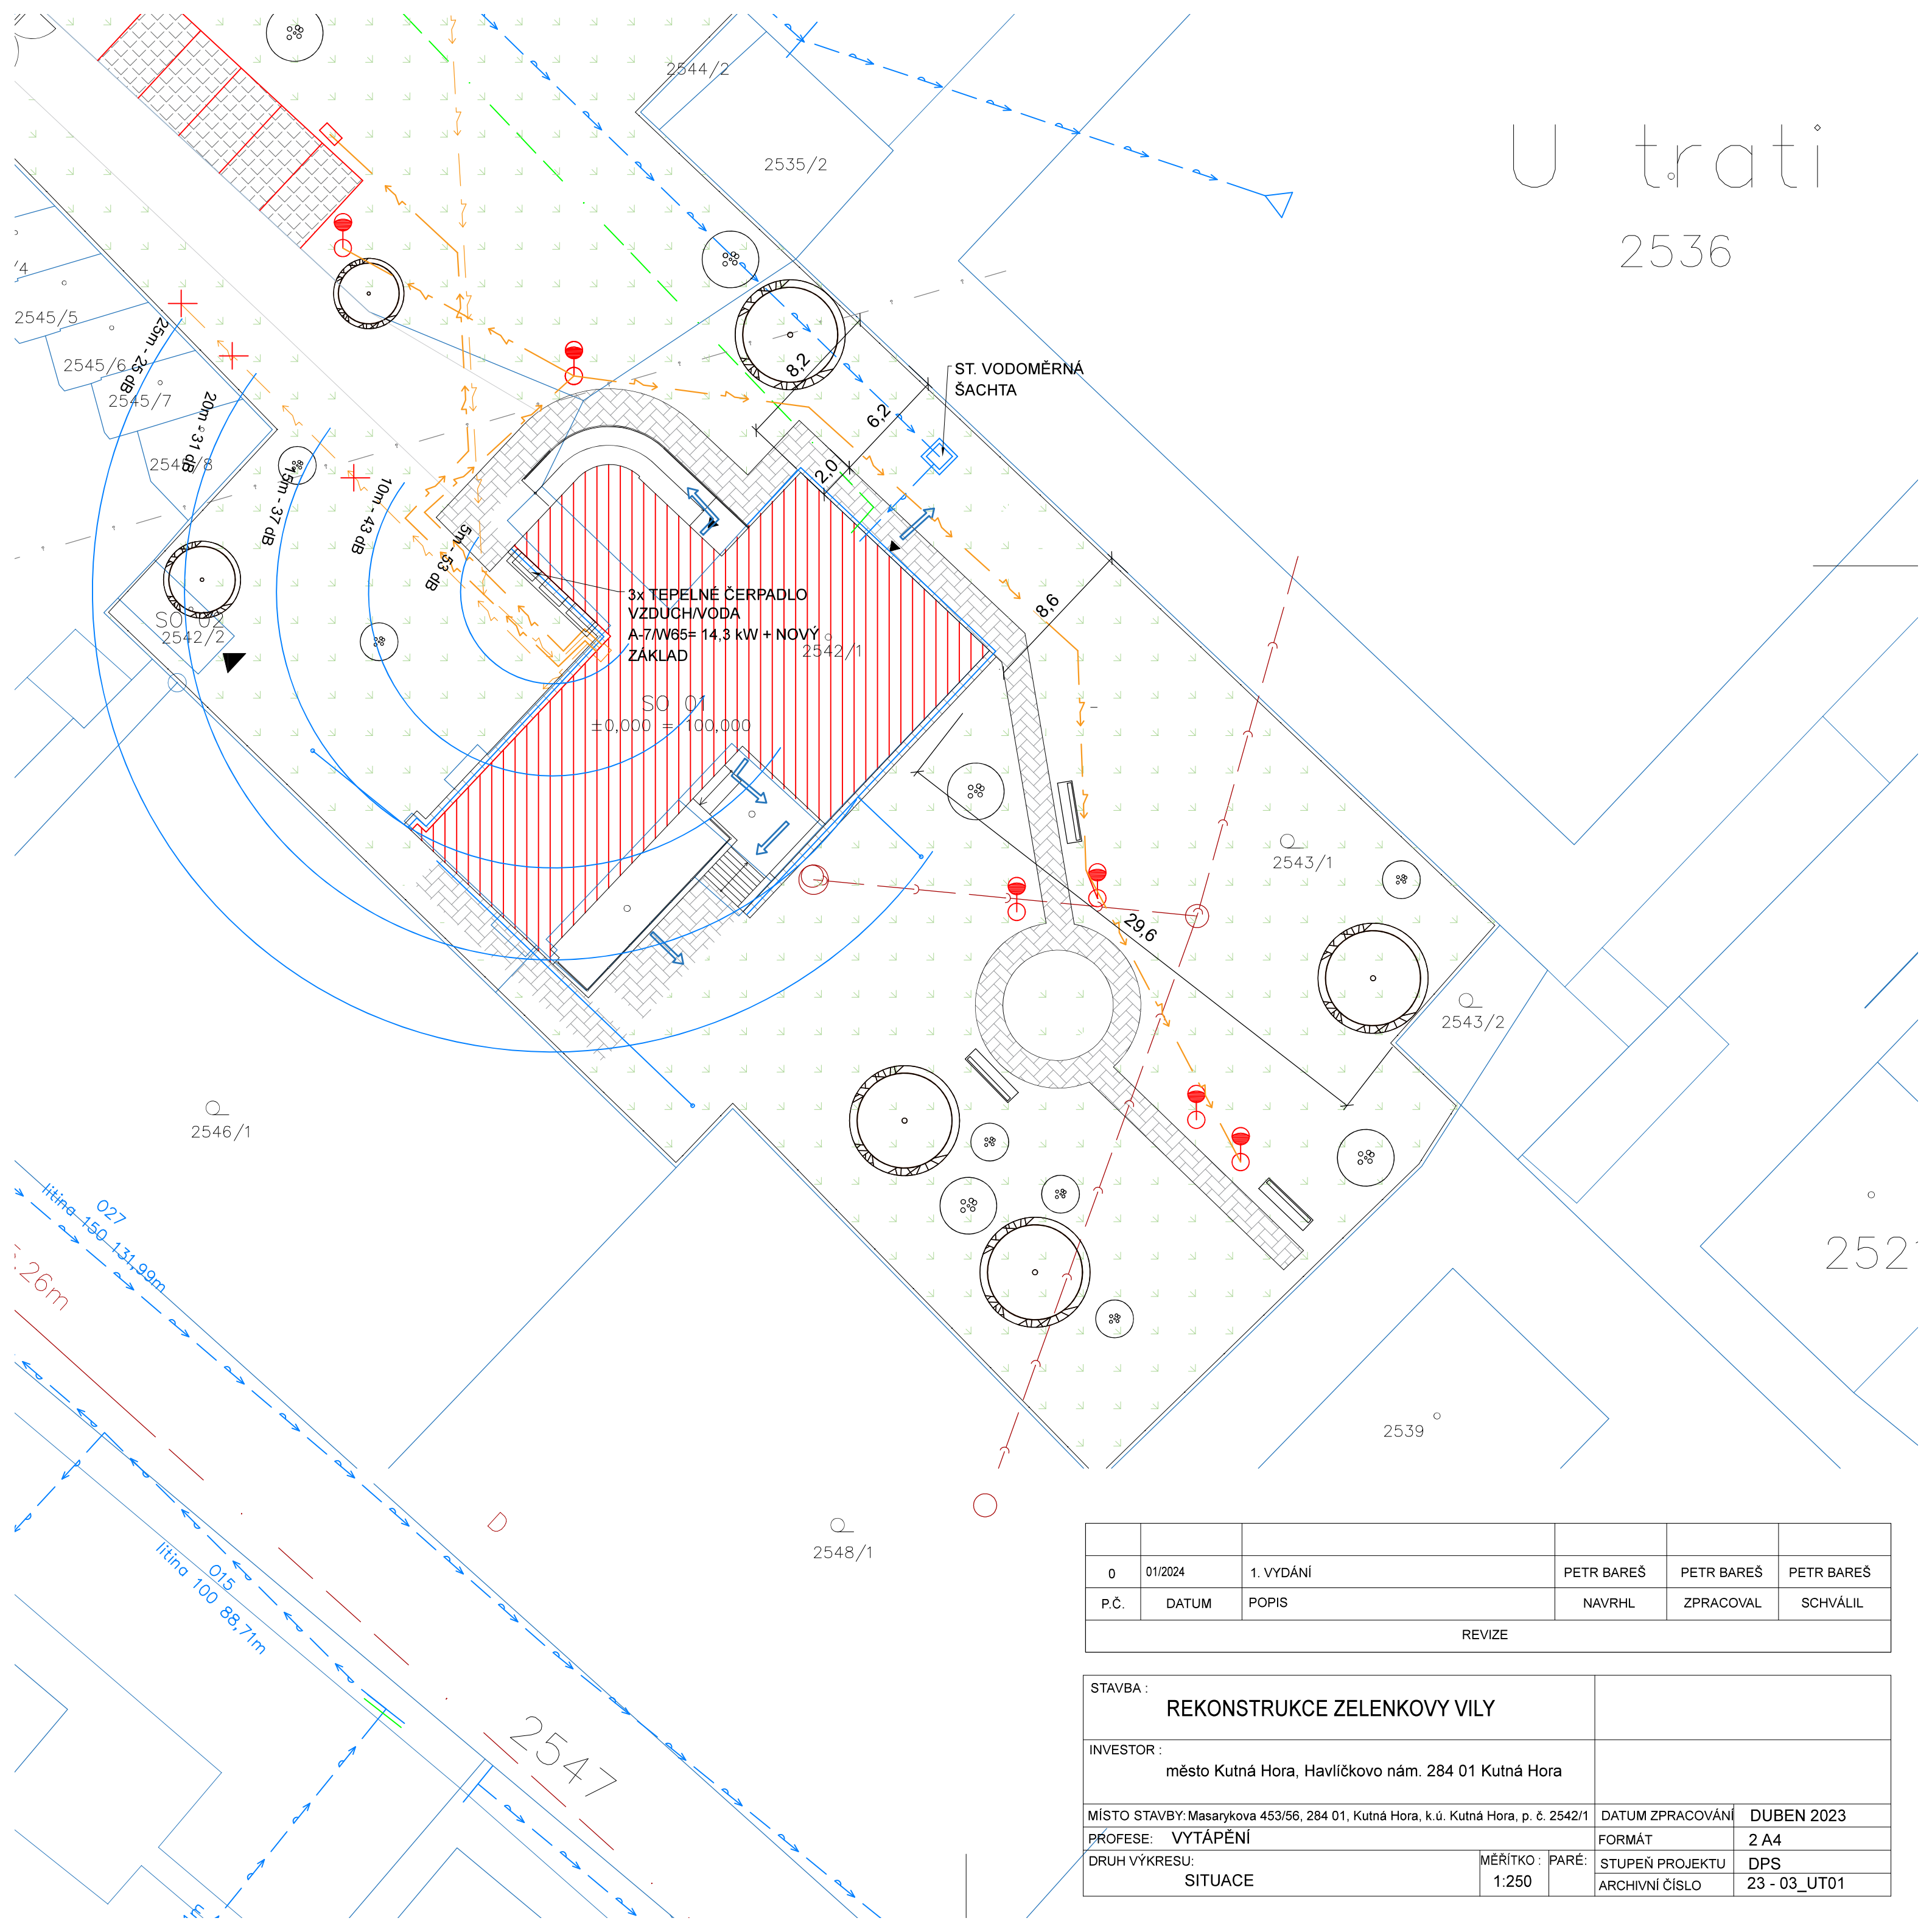 2544/2
2535/2
U trati
2536
/4
2545/5
2545/6
2545/7
25m - 25 dB
20m - 31 dB
15m - 37 dB
10m - 43 dB
5m - 53 dB
8,2
6,2
2,0
8,6
29,6
ST. VODOMĚRNÁ
ŠACHTA
3x TEPELNÉ ČERPADLO
VZDUCH/VODA
A-7/W65= 14,3 kW + NOVÝ
ZÁKLAD
2542/1
SO 01
±0,000 = 100,000
SO 02
2542/2
2543/1
2543/2
2546/1
027
litina 150 131,99m
015
litina 100 88,71m
D
2547
2548/1
2539
0 01/2024 1. VYDÁNÍ PETR BAREŠ PETR BAREŠ PETR BAREŠ
P.Č. DATUM POPIS NAVRHL ZPRACOVAL SCHVÁLIL
REVIZE
STAVBA :
REKONSTRUKCE ZELENKOVY VILY
INVESTOR :
město Kutná Hora, Havlíčkovo nám. 284 01 Kutná Hora
MÍSTO STAVBY: Masarykova 453/56, 284 01, Kutná Hora, k.ú. Kutná Hora, p. č. 2542/1 DATUM ZPRACOVÁNÍ DUBEN 2023
PROFESE: VYTÁPĚNÍ FORMÁT 2 A4
DRUH VÝKRESU: MĚŘÍTKO : PARÉ: STUPEŇ PROJEKTU DPS
SITUACE 1:250 ARCHIVNÍ ČÍSLO 23 - 03_UT01